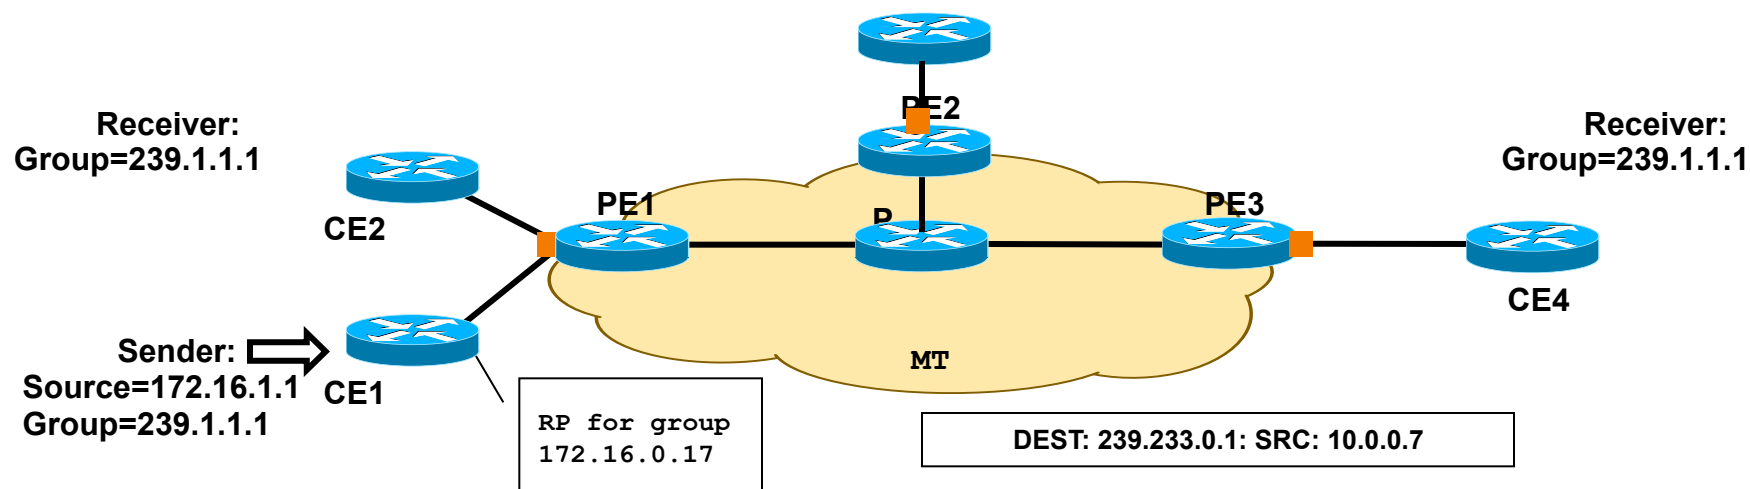 PE2
Receiver:
Group=239.1.1.1
Receiver:
Group=239.1.1.1
PE1
P
PE3
CE2
CE4
Sender:
Source=172.16.1.1
Group=239.1.1.1
CE1
MT
RP for group
172.16.0.17
DEST: 239.233.0.1: SRC: 10.0.0.7